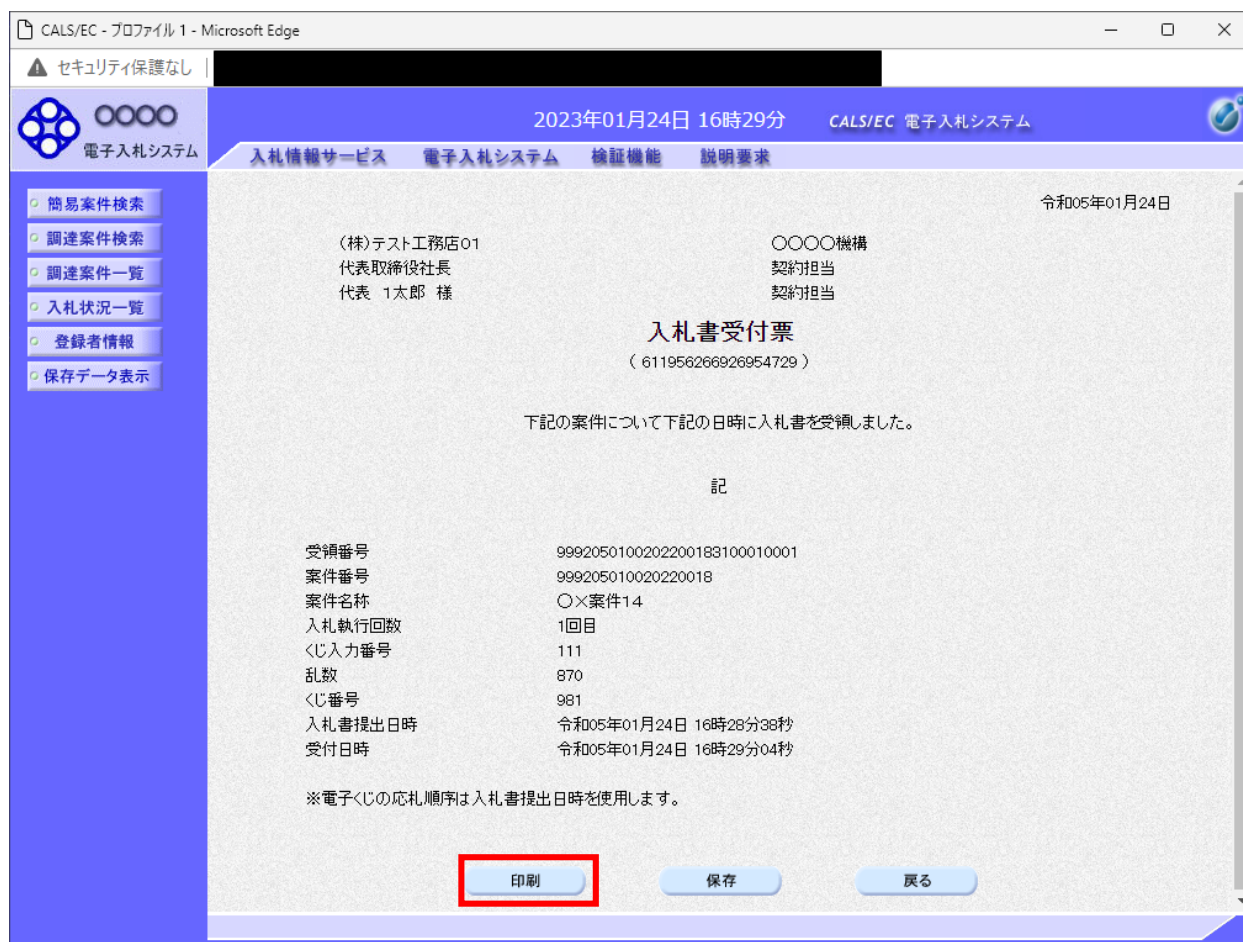 CALS/EC - プロファイル 1 - Microsoft Edge
セキュリティ保護なし
〇〇〇〇
電子入札システム
2023年01月24日 16時29分
CALS/EC 電子入札システム
入札情報サービス 電子入札システム 検証機能 説明要求
簡易案件検索
調達案件検索
調達案件一覧
入札状況一覧
登録者情報
保存データ表示
令和05年01月24日
(株)テスト工務店01
代表取締役社長
代表 1太郎 様
〇〇〇〇機構
契約担当
契約担当
入札書受付票
( 611956266926954729 )
下記の案件について下記の日時に入札書を受領しました。
記
受領番号 9992050100202200183100010001
案件番号 999205010020220018
案件名称 〇×案件14
入札執行回数 1回目
くじ入力番号 111
乱数 870
くじ番号 981
入札書提出日時 令和05年01月24日 16時28分38秒
受付日時 令和05年01月24日 16時29分04秒
※電子くじの応札順序は入札書提出日時を使用します。
印刷 保存 戻る